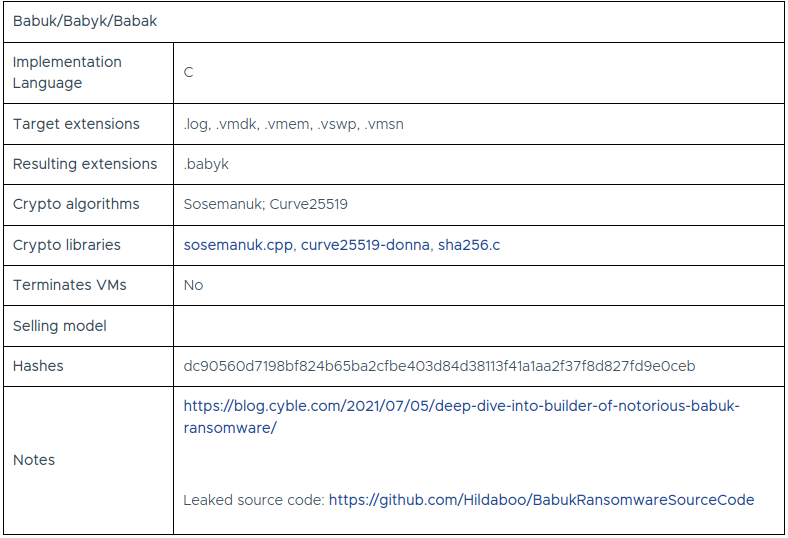 Babuk/Babyk/Babak
Implementation
Language
C
Target extensions
.log, .vmdk, .vmem, .vswp, .vmsn
Resulting extensions
.babyk
Crypto algorithms
Sosemanuk; Curve25519
Crypto libraries
sosemanuk.cpp, curve25519-donna, sha256.c
Terminates VMs
No
Selling model
Hashes
dc90560d7198bf824b65ba2cfbe403d84d38113f41a1aa2f37f8d827fd9e0ceb
Notes
https://blog.cyble.com/2021/07/05/deep-dive-into-builder-of-notorious-babuk-
ransomware/
Leaked source code: https://github.com/Hildaboo/BabukRansomwareSourceCode